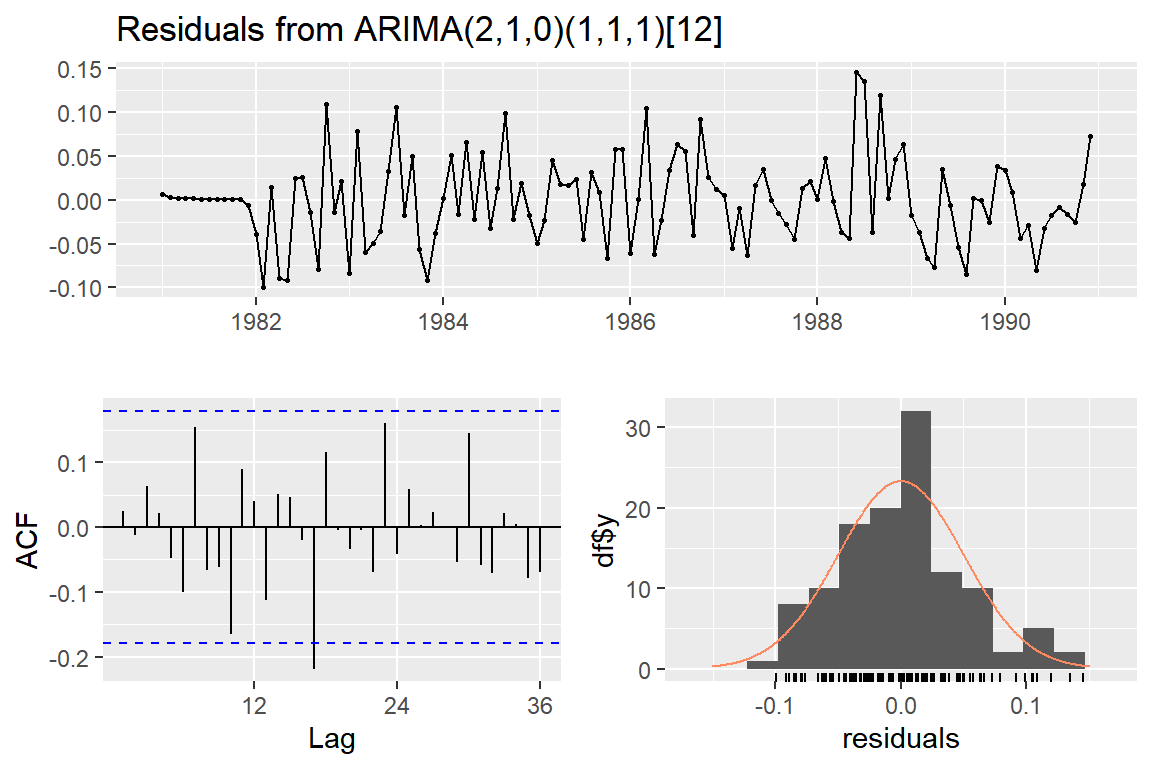 Residuals from ARIMA(2,1,0)(1,1,1)[12]
0.15
0.10
0.05
0.00
-0.05
-0.10
1982 1984 1986 1988 1990
ACF
0.1
0.0
-0.1
-0.2
12 24 36
Lag
df$y
30
20
10
0
-0.1 0.0 0.1
residuals